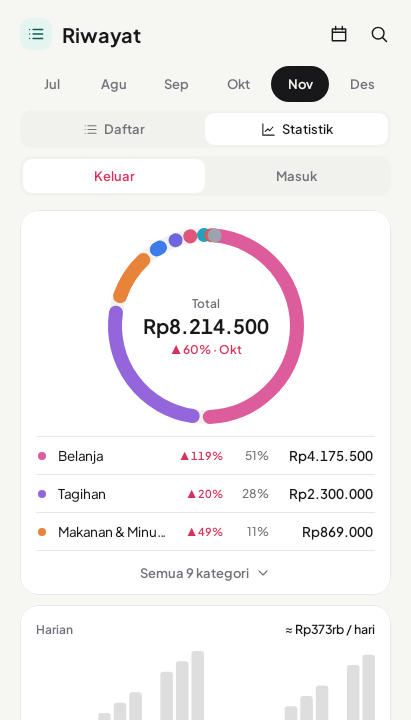 Riwayat
Jul Agu Sep Okt Nov Des
Daftar Statistik
Keluar Masuk
Total
Rp8.214.500
▲60% · Okt
Belanja ▲119% 51% Rp4.175.500
Tagihan ▲20% 28% Rp2.300.000
Makanan & Minu... ▲49% 11% Rp869.000
Semua 9 kategori
Harian ≈ Rp373rb / hari